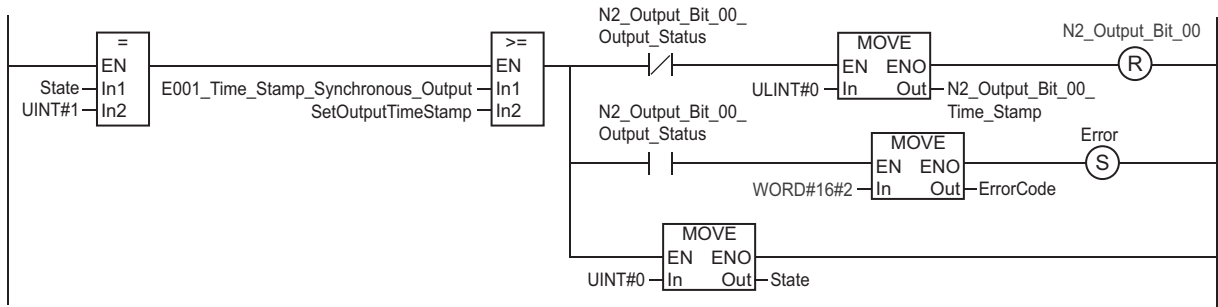 N2_Output_Bit_00_
Output_Status
N2_Output_Bit_00
=
>=
MOVE
EN
EN
EN ENO
R
State
In1
E001_Time_Stamp_Synchronous_Output
In1
ULINT#0
In Out
N2_Output_Bit_00_
Time_Stamp
UINT#1
In2
SetOutputTimeStamp
In2
N2_Output_Bit_00_
Output_Status
MOVE
Error
EN ENO
S
WORD#16#2
In Out
ErrorCode
MOVE
EN ENO
UINT#0
In Out
State